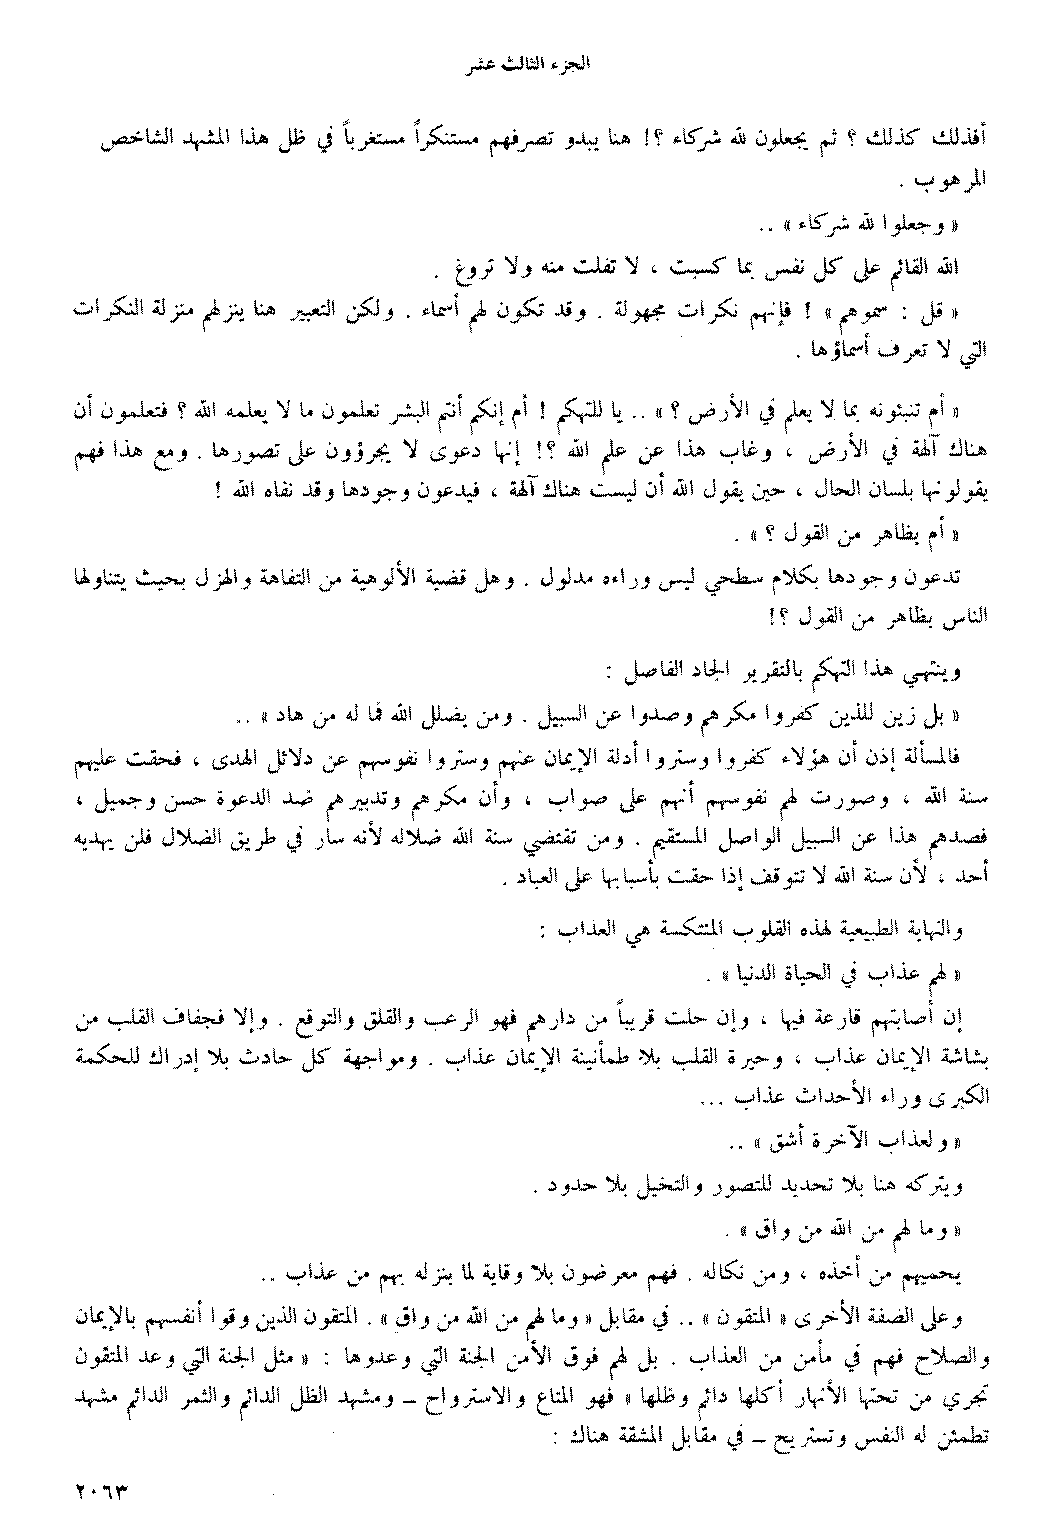 الجزء الثالث عشر
أفذلك كذلك ؟ ثم يجعلون لله شركاء ؟! هنا يبدو تصرفهم مستنكراً مستغرباً في ظل هذا المشهد الشاخص
المرهوب .
« وجعلوا لله شركاء » ..
الله القائم على كل نفس بما كسبت ، لا تفلت منه ولا تروغ .
« قل : سموهم » ! فإنهم نكرات مجهولة . وقد تكون لهم أسماء . ولكن التعبير هنا ينزلهم منزلة النكرات
التي لا تعرف أسماؤها .
« أم تنبئونه بما لا يعلم في الأرض ؟ » .. يا للتهكم ! أم إنكم أنتم البشر تعلمون ما لا يعلمه الله ؟ فتعلمون أن
هناك آلهة في الأرض ، وغاب هذا عن علم الله ؟! إنها دعوى لا يجرؤون على تصورها . ومع هذا فهم
يقولونها بلسان الحال ، حين يقول الله أن ليست هناك آلهة ، فيدعون وجودها وقد نفاه الله !
« أم بظاهر من القول ؟ » .
تدعون وجودها بكلام سطحي ليس وراءه مدلول . وهل قضية الألوهية من التفاهة والهزل بحيث يتناولها
الناس بظاهر من القول ؟!
وينتهي هذا التهكم بالتقرير الجاد الفاصل :
« بل زين للذين كفروا مكرهم وصدوا عن السبيل . ومن يضلل الله فما له من هاد » ..
فالمسألة إذن أن هؤلاء كفروا وستروا أدلة الإيمان عنهم وستروا نفوسهم عن دلائل الهدى ، فحقت عليهم
سنة الله ، وصورت لهم نفوسهم أنهم على صواب ، وأن مكرهم وتدبيرهم ضد الدعوة حسن وجميل ،
فصدهم هذا عن السبيل الواصل المستقيم . ومن تقتضي سنة الله ضلاله لأنه سار في طريق الضلال فلن يهديه
أحد ، لأن سنة الله لا تتوقف إذا حقت بأسبابها على العباد .
والنهاية الطبيعية لهذه القلوب المنتكسة هي العذاب :
« لهم عذاب في الحياة الدنيا » .
إن أصابتهم قارعة فيها ، وإن حلت قريباً من دارهم فهو الرعب والقلق والتوقع . وإلا فجفاف القلب من
بشاشة الإيمان عذاب ، وحيرة القلب بلا طمأنينة الإيمان عذاب . ومواجهة كل حادث بلا إدراك للحكمة
الكبرى وراء الأحداث عذاب ...
« ولعذاب الآخرة أشق » ..
ويتركه هنا بلا تحديد للتصور والتخيل بلا حدود .
« وما لهم من الله من واق » .
يحميهم من أخذه ، ومن نكاله . فهم معرضون بلا وقاية لما ينزله بهم من عذاب ..
وعلى الضفة الأخرى « المتقون » .. في مقابل « وما لهم من الله من واق » . المتقون الذين وقوا أنفسهم بالإيمان
والصلاح فهم في مأمن من العذاب . بل لهم فوق الأمن الجنة التي وعدوها : « مثل الجنة التي وعد المتقون
تجري من تحتها الأنهار أكلها دائم وظلها » فهو المتاع والاسترواح ــ ومشهد الظل الدائم والثمر الدائم مشهد
تطمئن له النفس وتستريح ــ في مقابل المشقة هناك :
٢٠٦٣